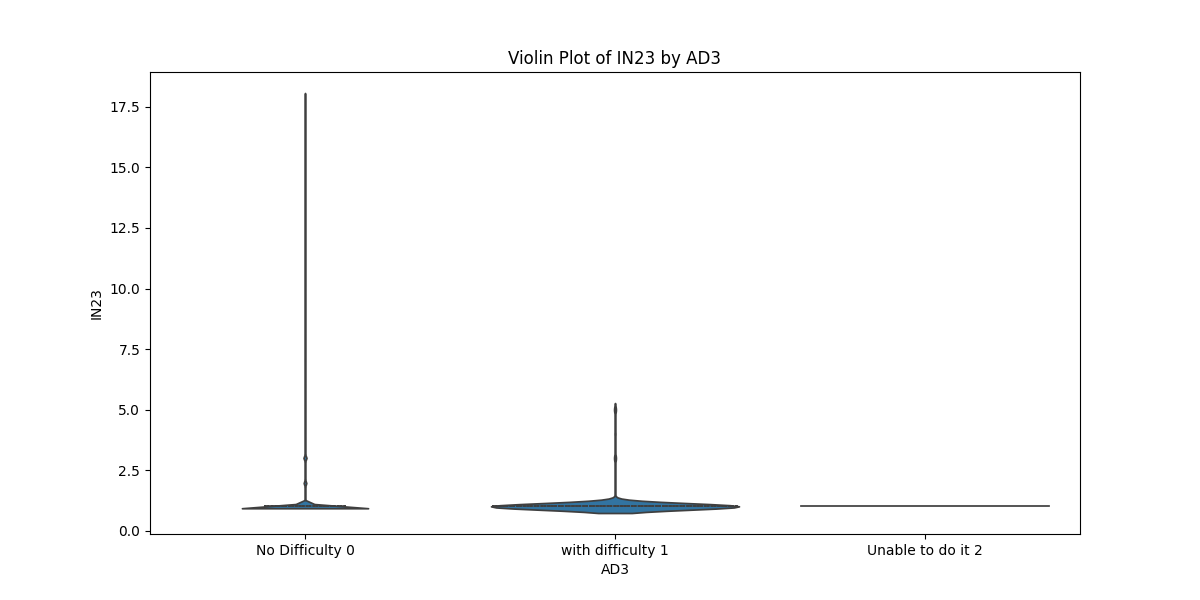 Violin Plot of IN23 by AD3
17.5
15.0
12.5
10.0
7.5
5.0
2.5
0.0
IN23
No Difficulty 0
with difficulty 1
Unable to do it 2
AD3